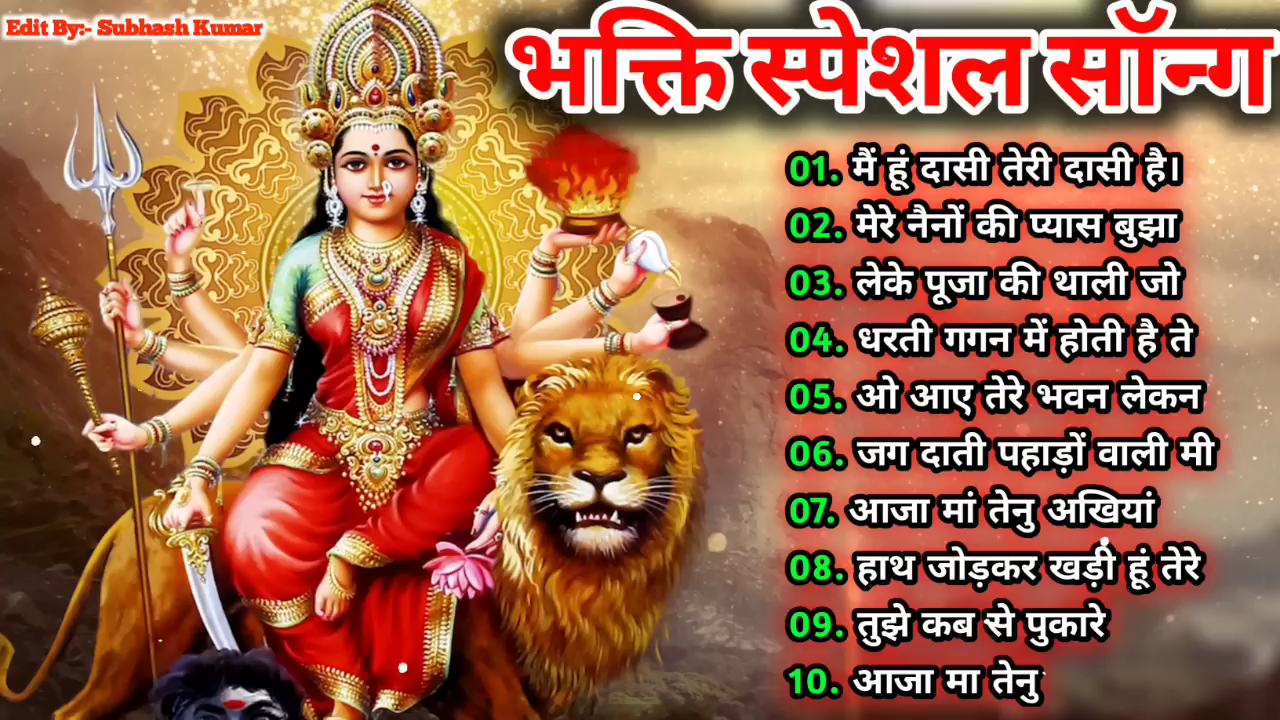 Edit By:- Subhash Kumar
भक्ति स्पेशल सॉन्ग
01. मैं हूं दासी तेरी दासी है।
02. मेरे नैनों की प्यास बुझा
03. लेके पूजा की थाली जो
04. धरती गगन में होती है ते
05. ओ आए तेरे भवन लेकन
06. जग दाती पहाड़ों वाली मी
07. आजा मां तेनु अखियां
08. हाथ जोड़कर खड़ी हूं तेरे
09. तुझे कब से पुकारे
10. आजा मा तेनु